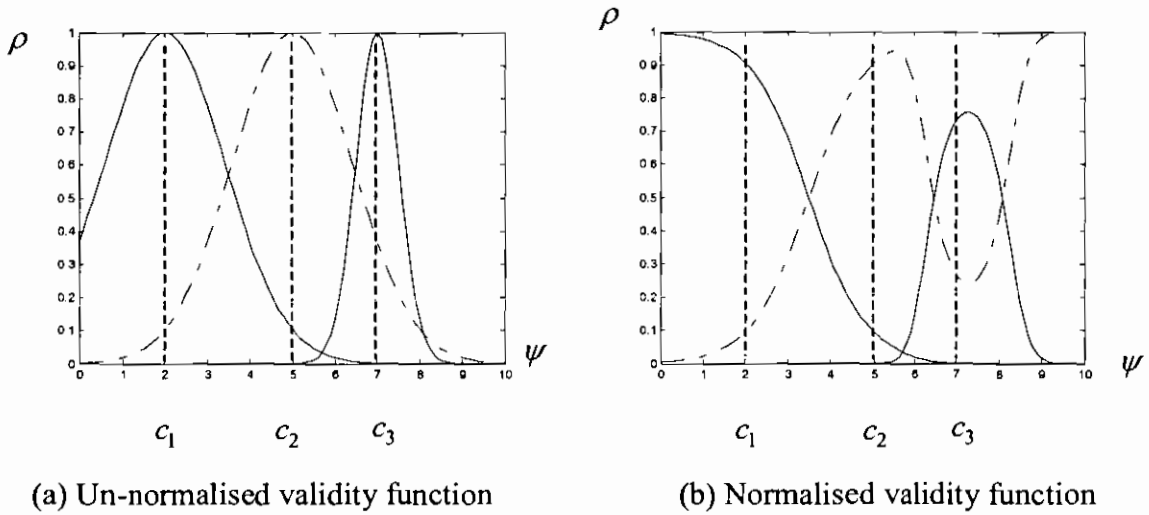 ρ
1
0.9
0.8
0.7
0.6
0.5
0.4
0.3
0.2
0.1
0
0 1 2 3 4 5 6 7 8 9 10
ψ
c₁ c₂ c₃
(a) Un-normalised validity function
ρ
1
0.9
0.8
0.7
0.6
0.5
0.4
0.3
0.2
0.1
0
0 1 2 3 4 5 6 7 8 9 10
ψ
c₁ c₂ c₃
(b) Normalised validity function